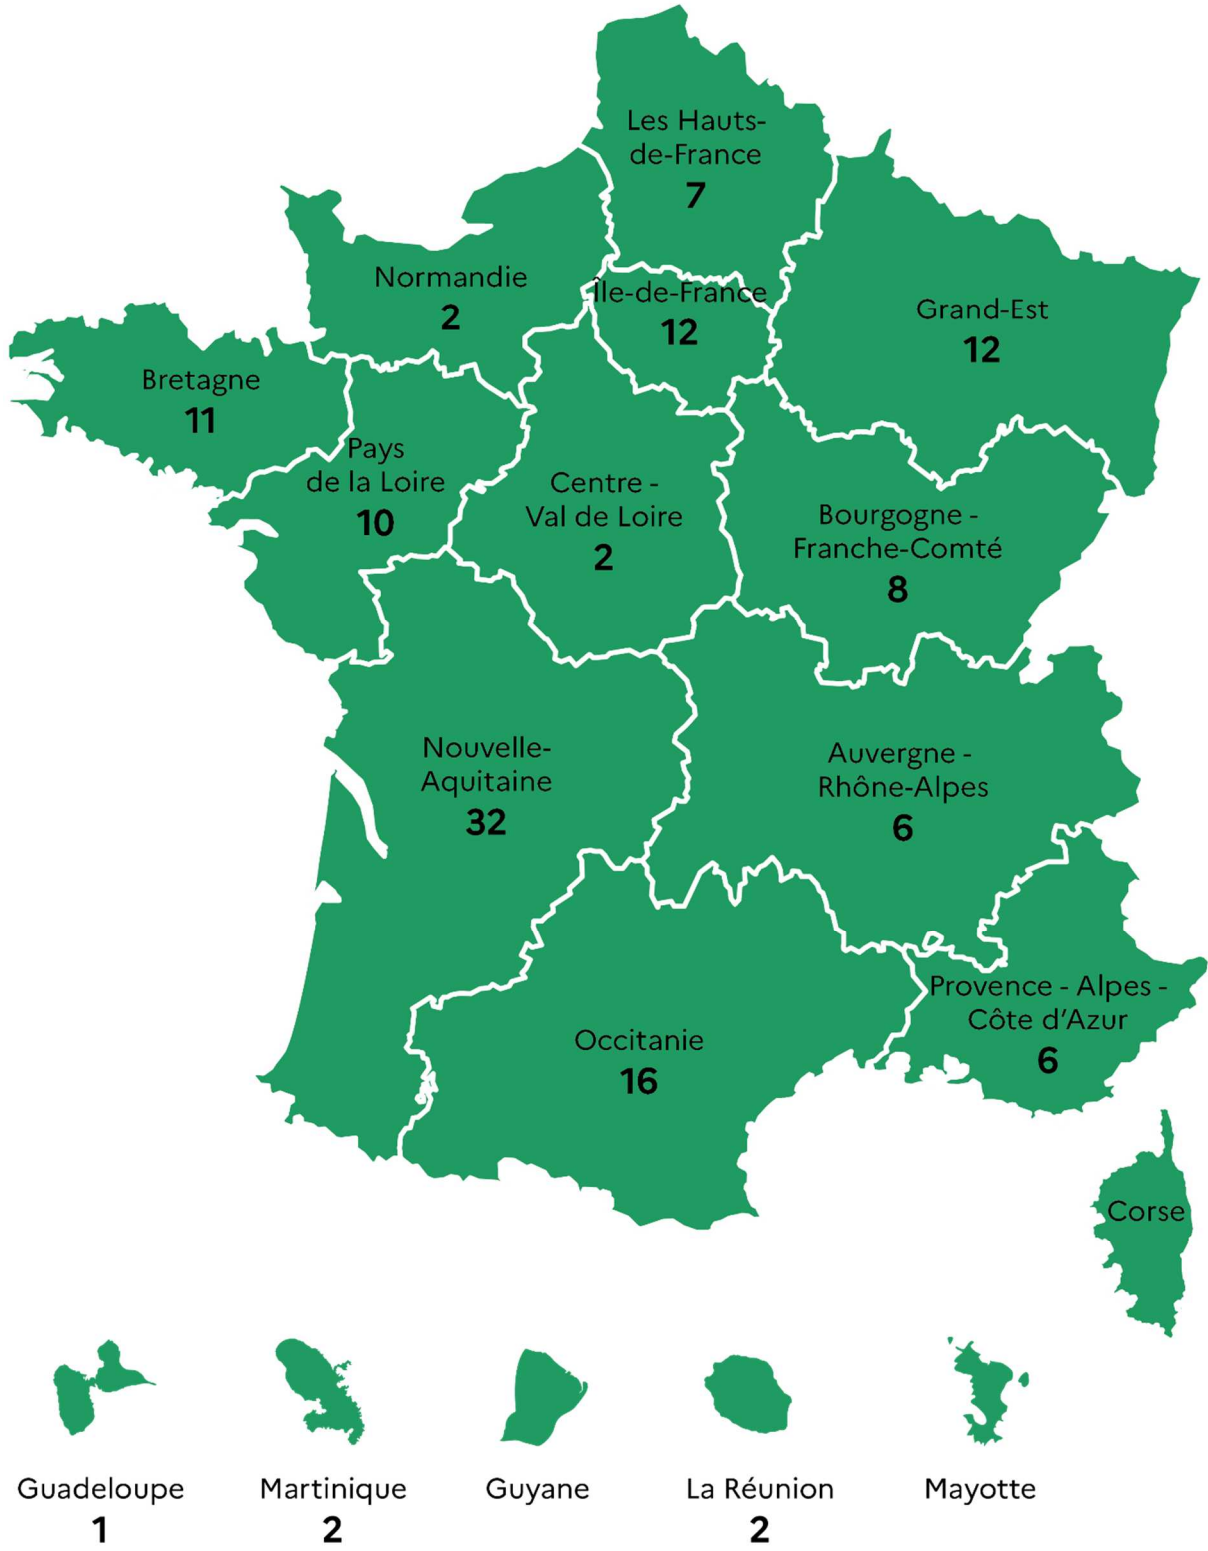 Les Hauts-
de-France
7
Normandie
2
Île-de-France
12
Grand-Est
12
Bretagne
11
Pays
de la Loire
10
Centre -
Val de Loire
2
Bourgogne -
Franche-Comté
8
Nouvelle-
Aquitaine
32
Auvergne -
Rhône-Alpes
6
Provence - Alpes -
Côte d'Azur
6
Occitanie
16
Corse
Guadeloupe
1
Martinique
2
Guyane
La Réunion
2
Mayotte